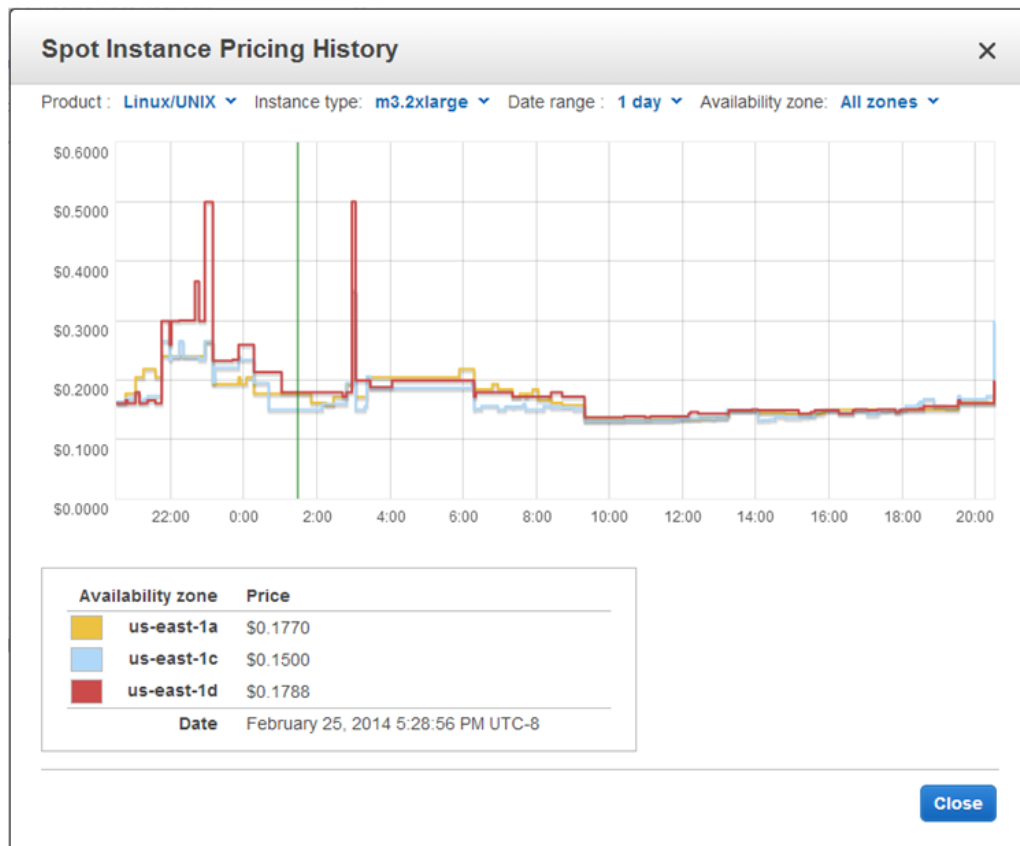 Spot Instance Pricing History
Product : Linux/UNIX Instance type: m3.2xlarge Date range : 1 day Availability zone: All zones
$0.6000
$0.5000
$0.4000
$0.3000
$0.2000
$0.1000
$0.0000
22:00 0:00 2:00 4:00 6:00 8:00 10:00 12:00 14:00 16:00 18:00 20:00
Availability zone Price
us-east-1a $0.1770
us-east-1c $0.1500
us-east-1d $0.1788
Date February 25, 2014 5:28:56 PM UTC-8
Close